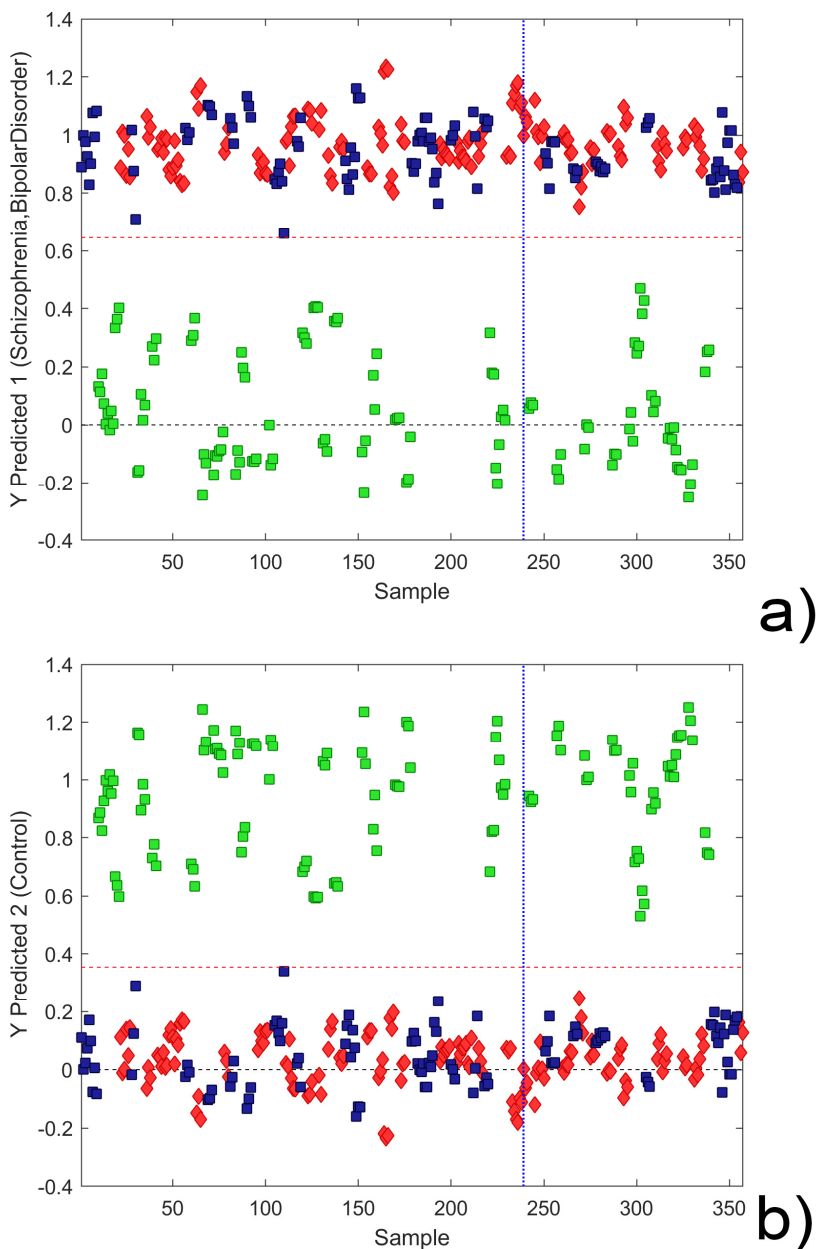 1.4
1.2
1
0.8
0.6
0.4
0.2
0
-0.2
-0.4
Y Predicted 1 (Schizophrenia,BipolarDisorder)
50 100 150 200 250 300 350
Sample
a)
1.4
1.2
1
0.8
0.6
0.4
0.2
0
-0.2
-0.4
Y Predicted 2 (Control)
50 100 150 200 250 300 350
Sample
b)